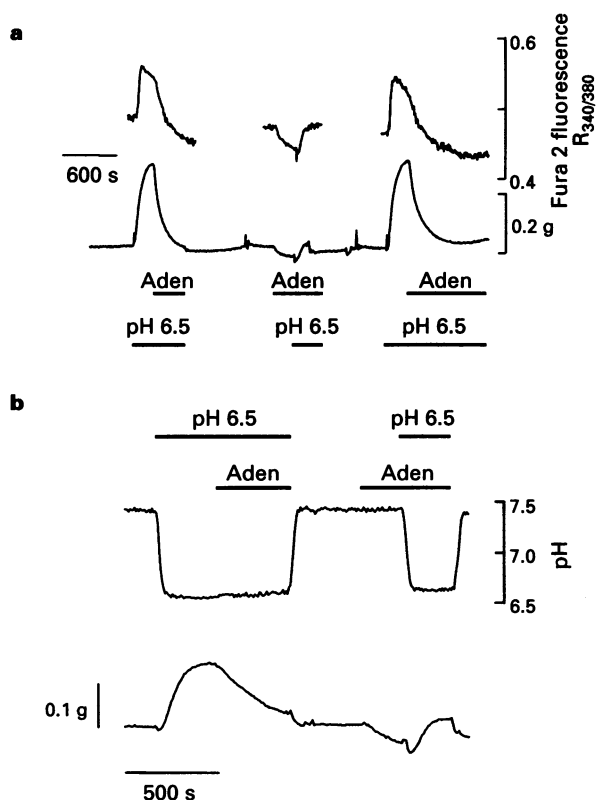 a
0.6
Fura 2 fluorescence
R340/380
600 s
0.4
0.2 g
Aden Aden Aden
pH 6.5 pH 6.5 pH 6.5
b
pH 6.5 pH 6.5
Aden Aden
7.5
7.0
pH
6.5
0.1 g
500 s